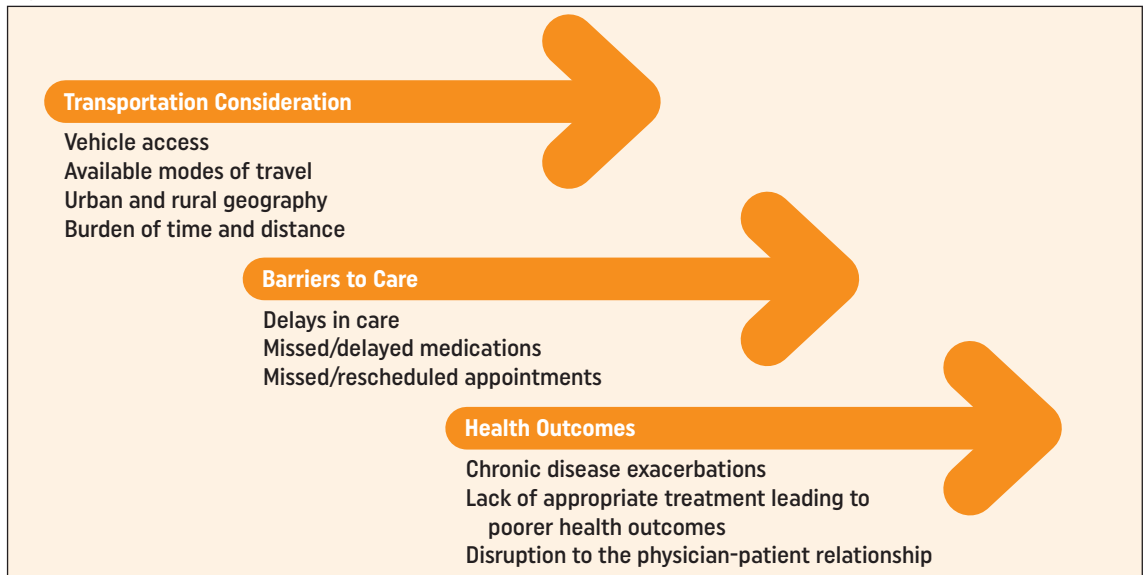 Transportation Consideration
Vehicle access
Available modes of travel
Urban and rural geography
Burden of time and distance
Barriers to Care
Delays in care
Missed/delayed medications
Missed/rescheduled appointments
Health Outcomes
Chronic disease exacerbations
Lack of appropriate treatment leading to
poorer health outcomes
Disruption to the physician-patient relationship